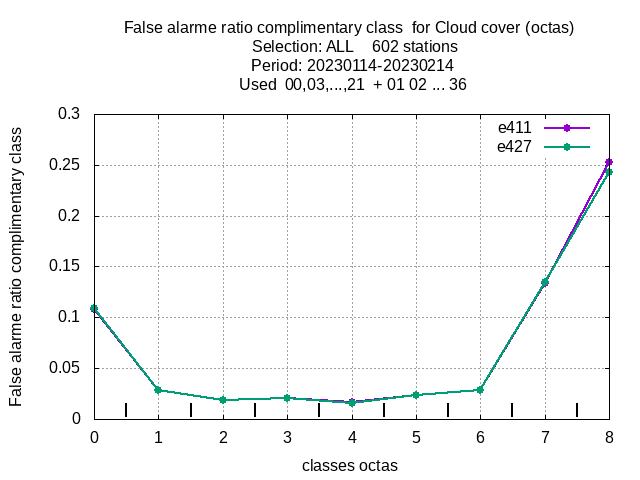 False alarme ratio complimentary class  for Cloud cover (octas)
Selection: ALL    602 stations
Period: 20230114-20230214
Used  00,03,...,21  + 01 02 ... 36
False alarme ratio complimentary class
0.3
0.25
0.2
0.15
0.1
0.05
0
e411
e427
0 1 2 3 4 5 6 7 8
classes octas